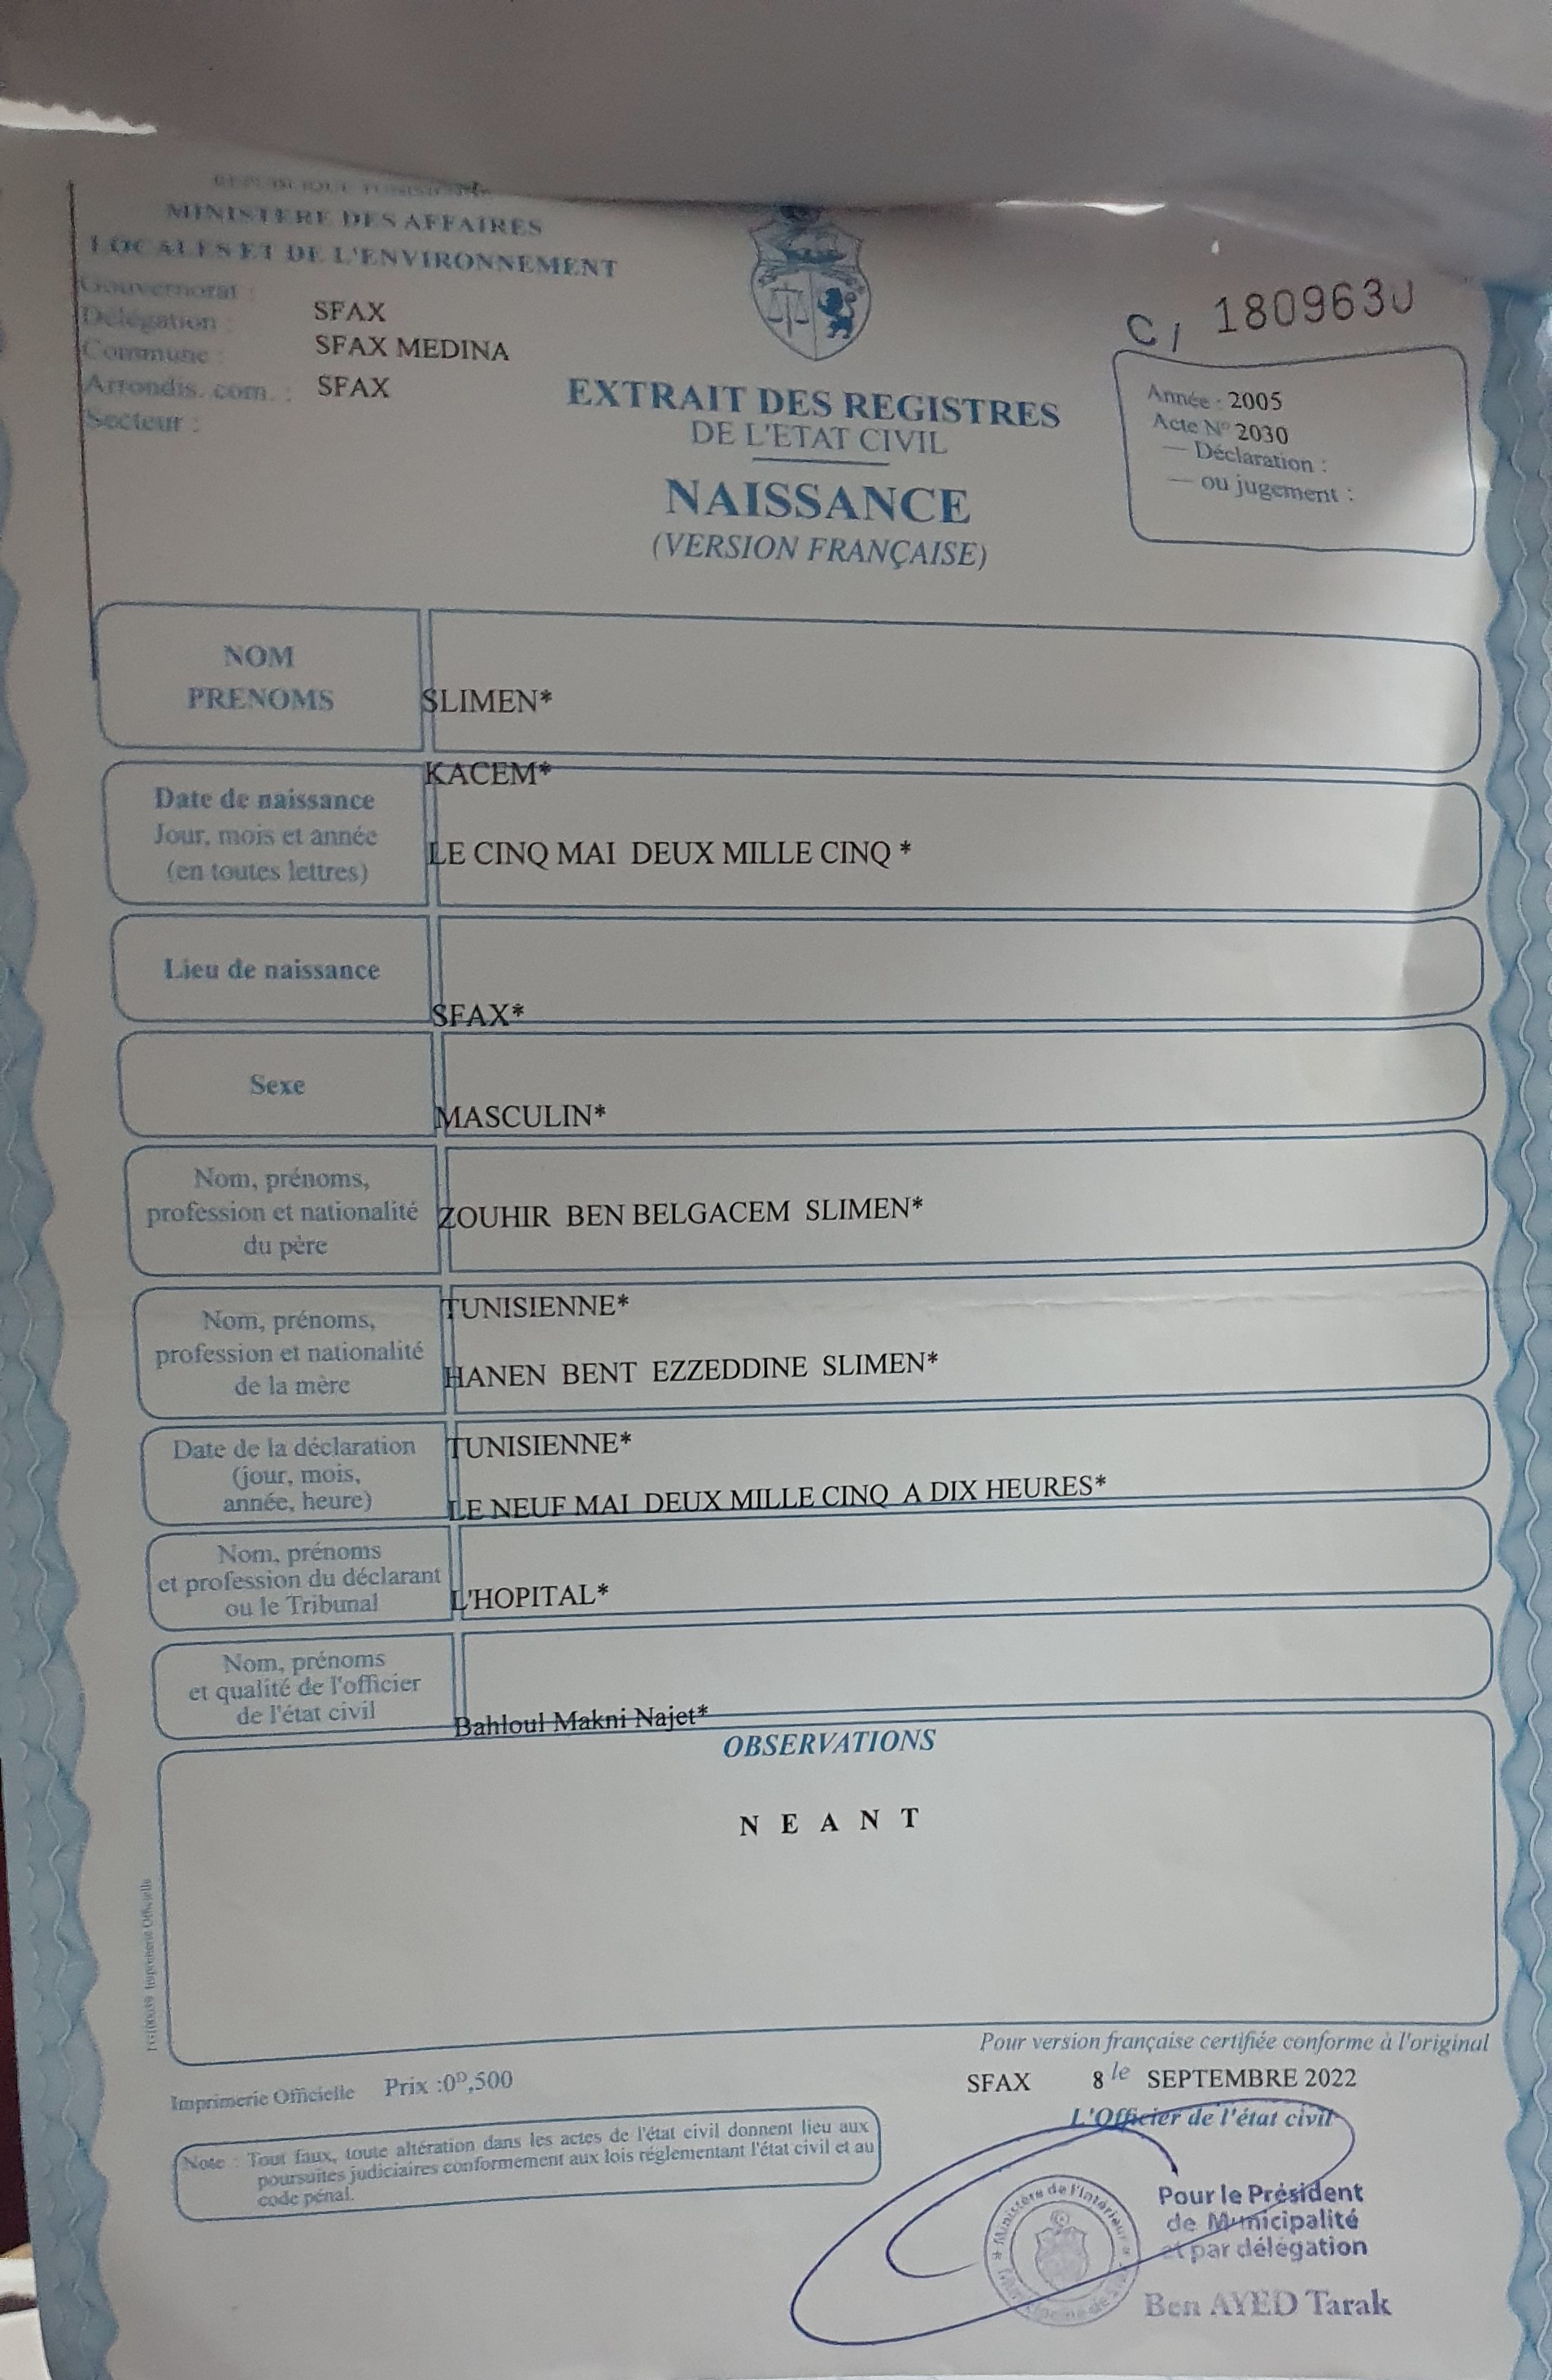 REPUBLIQUE TUNISIENNE
MINISTERE DES AFFAIRES
LOCALES ET DE L'ENVIRONNEMENT
Gouvernorat :
Délégation : SFAX
Commune : SFAX MEDINA
Arrondis. com. : SFAX
Secteur :
C/ 180963
EXTRAIT DES REGISTRES
DE L'ETAT CIVIL
NAISSANCE
(VERSION FRANÇAISE)
Année : 2005
Acte N° 2030
— Déclaration :
— ou jugement :
NOM
PRENOMS
SLIMEN*
KACEM*
Date de naissance
Jour, mois et année
(en toutes lettres)
LE CINQ MAI DEUX MILLE CINQ *
Lieu de naissance
SFAX*
Sexe
MASCULIN*
Nom, prénoms,
profession et nationalité
du père
ZOUHIR BEN BELGACEM SLIMEN*
TUNISIENNE*
Nom, prénoms,
profession et nationalité
de la mère
HANEN BENT EZZEDDINE SLIMEN*
TUNISIENNE*
Date de la déclaration
(jour, mois,
année, heure)
LE NEUF MAI DEUX MILLE CINQ A DIX HEURES*
Nom, prénoms
et profession du déclarant
ou le Tribunal
L'HOPITAL*
Nom, prénoms
et qualité de l'officier
de l'état civil
Bahloul Makni Najet*
OBSERVATIONS
N E A N T
Imprimerie Officielle
Pour version française certifiée conforme à l'original
SFAX 8 le SEPTEMBRE 2022
L'Officier de l'état civil
Imprimerie Officielle Prix :0ᴰ,500
Note : Tout faux, toute altération dans les actes de l'état civil donnent lieu aux
poursuites judiciaires conformement aux lois réglementant l'état civil et au
code pénal.
Ministère de l'Intérieur
Pour le Président
de Municipalité
et par délégation
Ben AYED Tarak